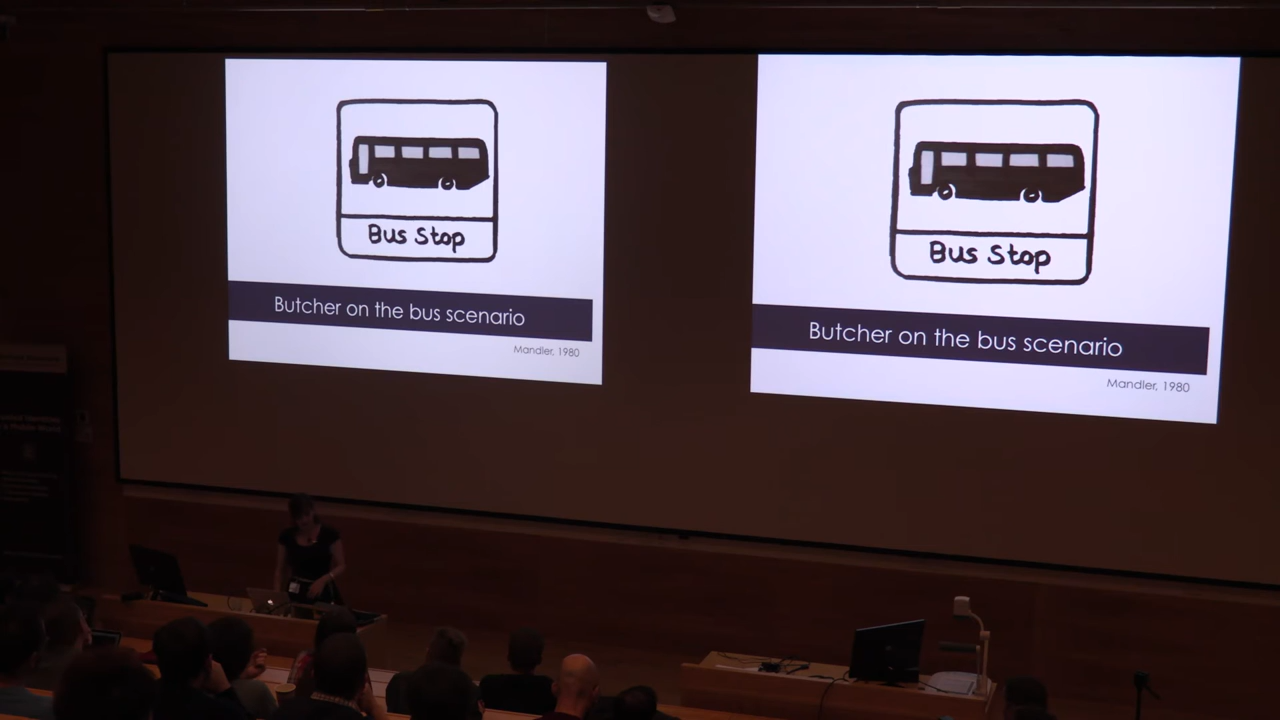 Bus Stop
Butcher on the bus scenario
Mandler, 1980
Bus Stop
Butcher on the bus scenario
Mandler, 1980